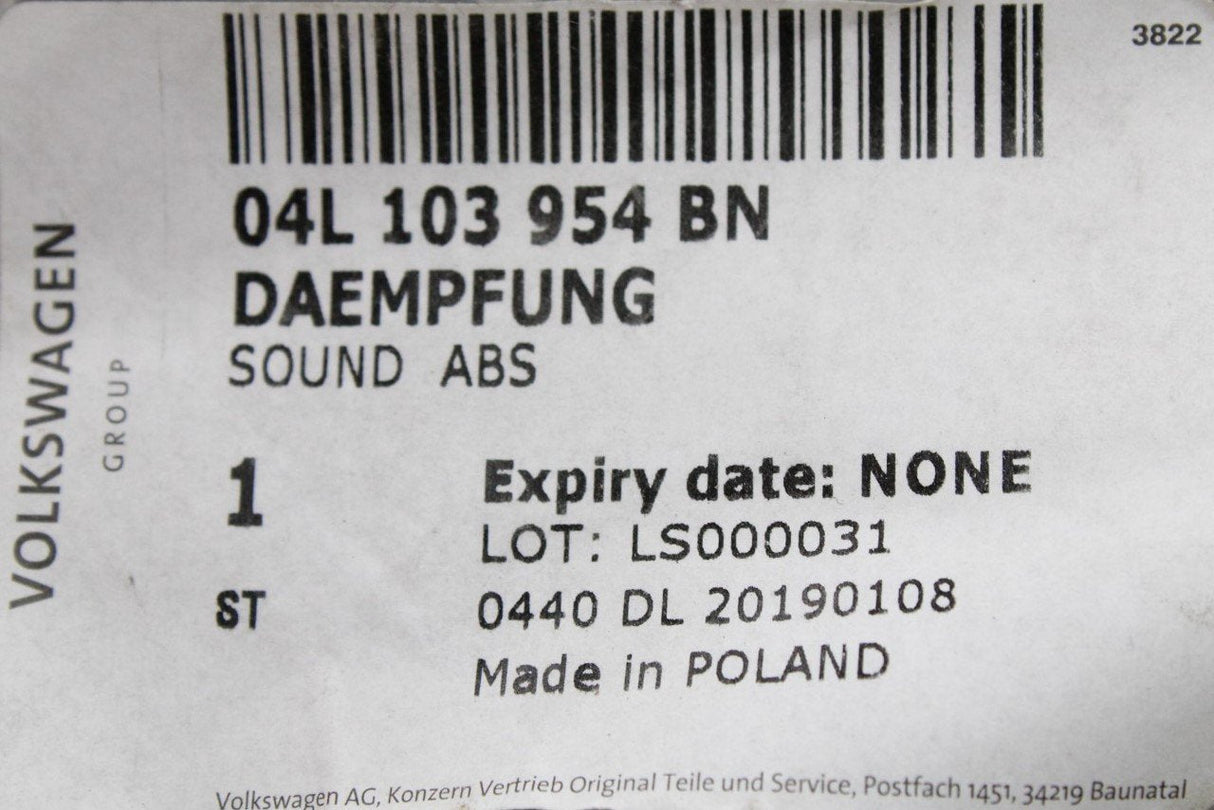 3822
04L 103 954 BN
DAEMPFUNG
SOUND ABS
1
Expiry date: NONE
LOT: LS000031
ST
0440 DL 20190108
Made in POLAND
VOLKSWAGEN
GROUP
Volkswagen AG, Konzern Vertrieb Original Teile und Service, Postfach 1451, 34219 Baunatal